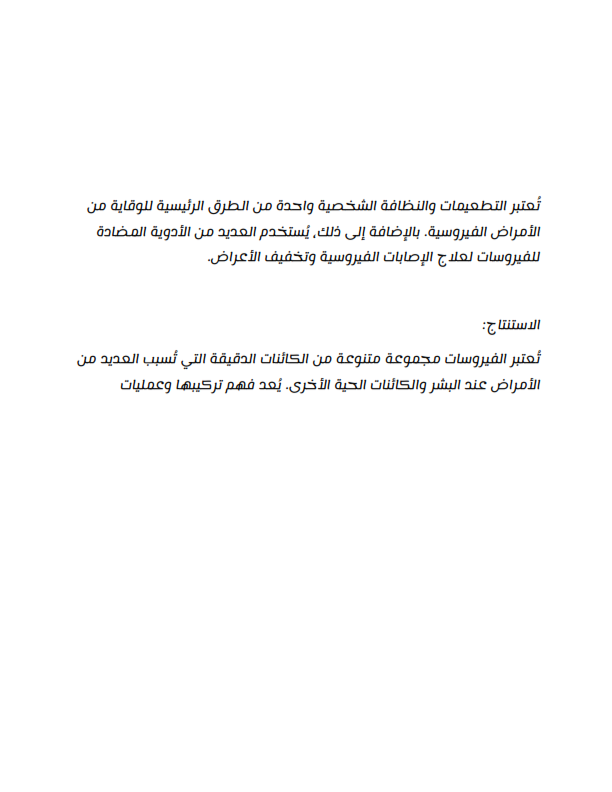 تُعتبر التطعيمات والنظافة الشخصية واحدة من الطرق الرئيسية للوقاية من
الأمراض الفيروسية. بالإضافة إلى ذلك، يُستخدم العديد من الأدوية المضادة
للفيروسات لعلاج الإصابات الفيروسية وتخفيف الأعراض.
الاستنتاج:
تُعتبر الفيروسات مجموعة متنوعة من الكائنات الدقيقة التي تُسبب العديد من
الأمراض عند البشر والكائنات الحية الأخرى. يُعد فهم تركيبها وعمليات